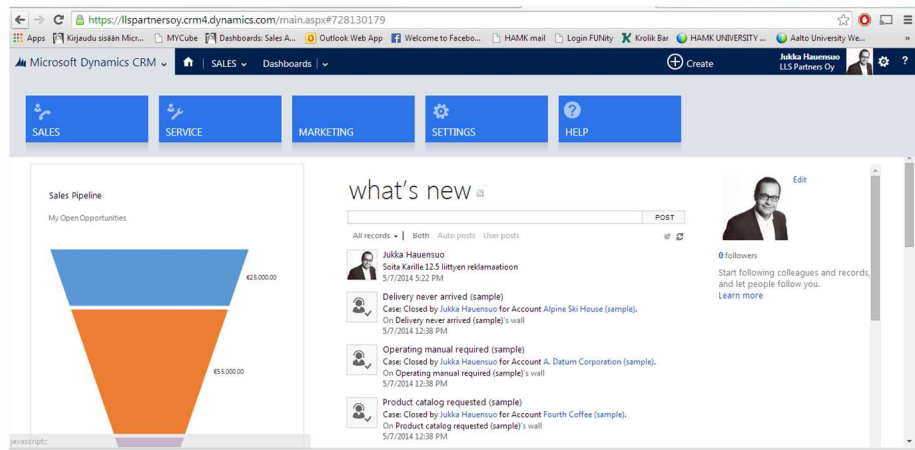 https://llspartnersoy.crm4.dynamics.com/main.aspx#728130179
Apps Kirjaudu sisään Micr... MYCube Dashboards: Sales A... Outlook Web App Welcome to Facebo... HAMK mail Login FUNity Krolik Bar HAMK UNIVERSITY ... Aalto University We... »
Microsoft Dynamics CRM SALES Dashboards Create Jukka Hauensuo
LLS Partners Oy
?
SALES SERVICE MARKETING SETTINGS HELP
Sales Pipeline
My Open Opportunities
€25,000.00
€55,000.00
what's new
POST
All records Both Auto posts User posts
Jukka Hauensuo
Soita Karille 12.5 liittyen reklamaatioon
5/7/2014 5:22 PM
Delivery never arrived (sample)
Case: Closed by Jukka Hauensuo for Account Alpine Ski House (sample).
On Delivery never arrived (sample)'s wall
5/7/2014 12:38 PM
Operating manual required (sample)
Case: Closed by Jukka Hauensuo for Account A. Datum Corporation (sample).
On Operating manual required (sample)'s wall
5/7/2014 12:38 PM
Product catalog requested (sample)
Case: Closed by Jukka Hauensuo for Account Fourth Coffee (sample).
On Product catalog requested (sample)'s wall
5/7/2014 12:38 PM
Edit
0 followers
Start following colleagues and records,
and let people follow you.
Learn more
javascript:;